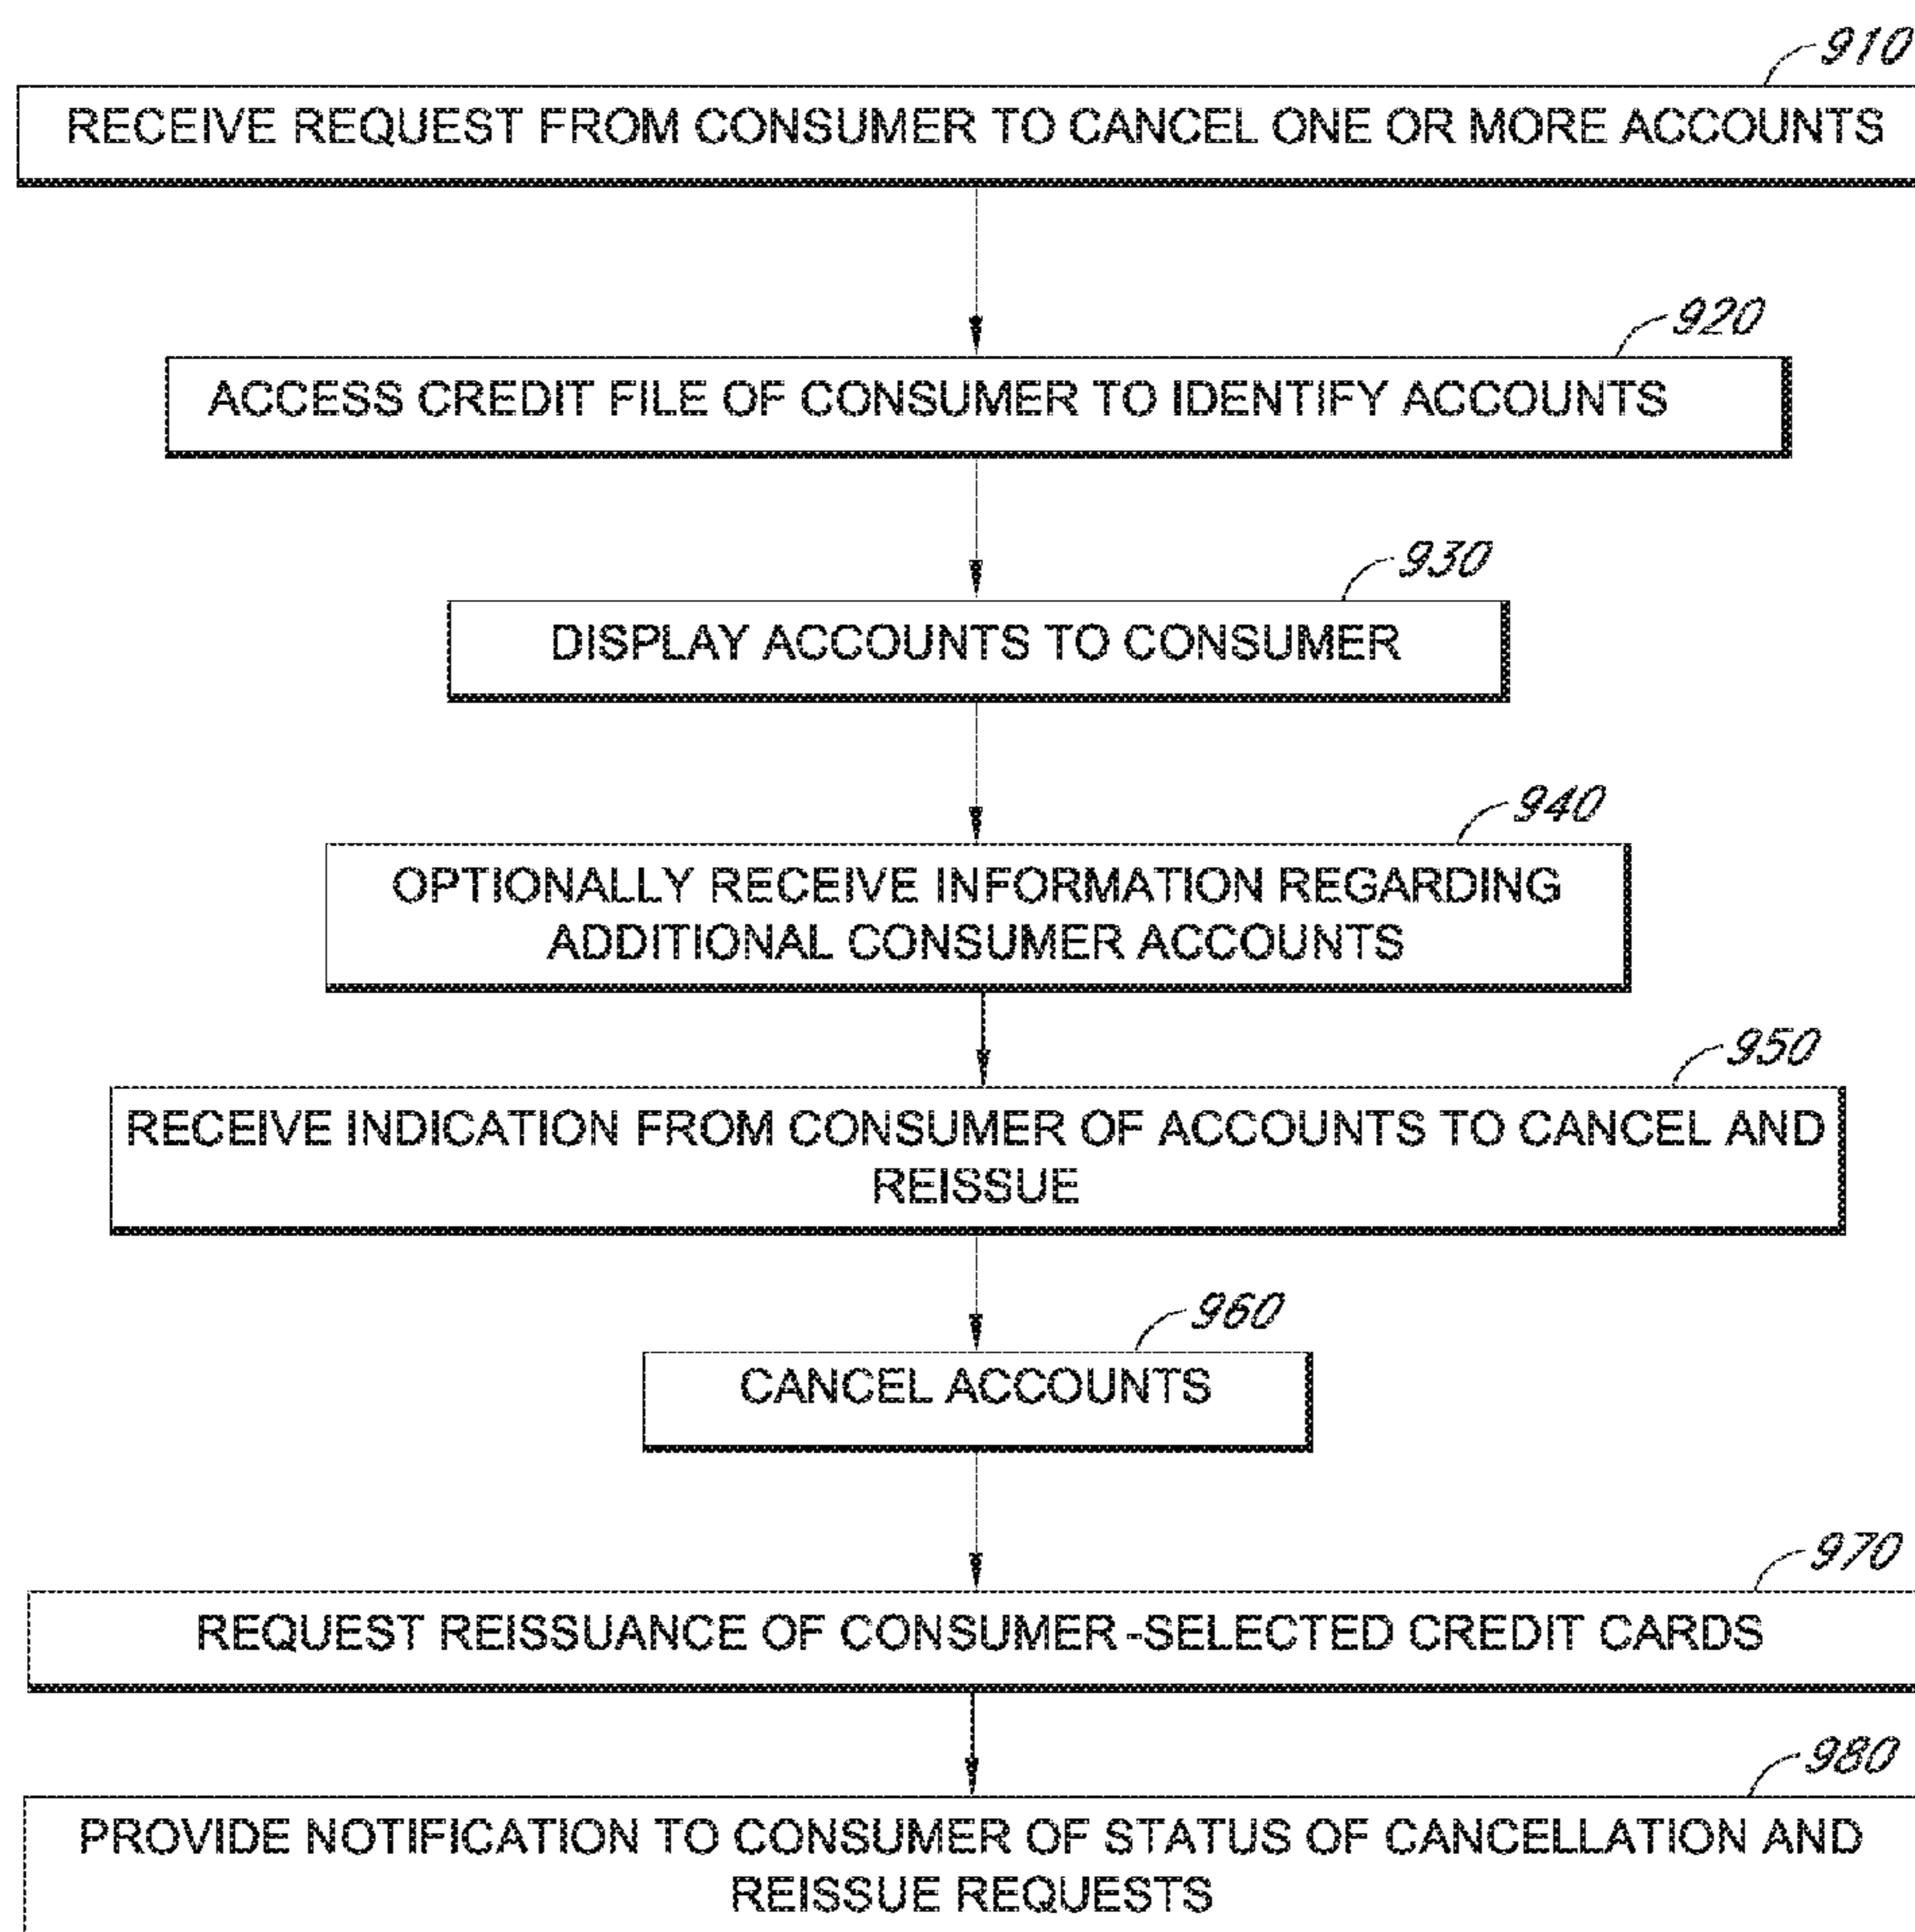 910
RECEIVE REQUEST FROM CONSUMER TO CANCEL ONE OR MORE ACCOUNTS
920
ACCESS CREDIT FILE OF CONSUMER TO IDENTIFY ACCOUNTS
930
DISPLAY ACCOUNTS TO CONSUMER
940
OPTIONALLY RECEIVE INFORMATION REGARDING
ADDITIONAL CONSUMER ACCOUNTS
950
RECEIVE INDICATION FROM CONSUMER OF ACCOUNTS TO CANCEL AND
REISSUE
960
CANCEL ACCOUNTS
970
REQUEST REISSUANCE OF CONSUMER-SELECTED CREDIT CARDS
980
PROVIDE NOTIFICATION TO CONSUMER OF STATUS OF CANCELLATION AND
REISSUE REQUESTS